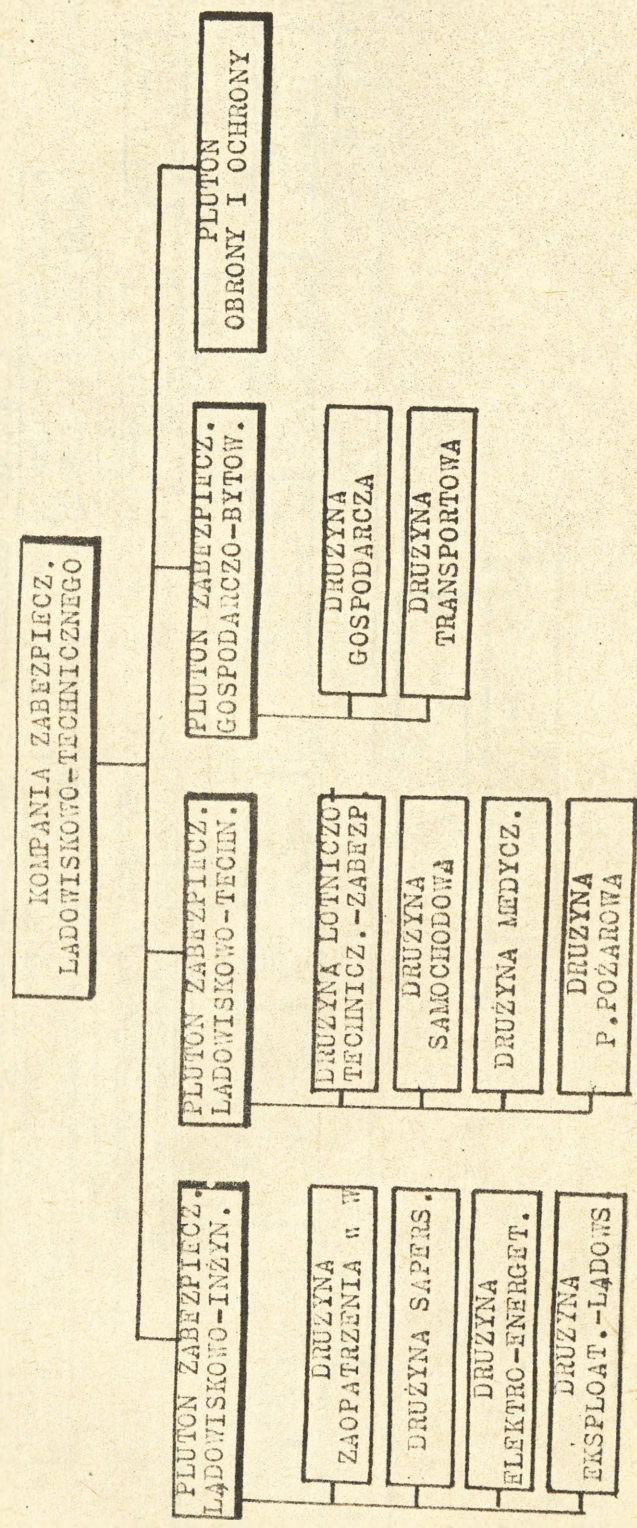 KOMPANIA ZABEZPIECZ.
LĄDOWISKOWO-TECHNICZNEGO
PLUTON ZABEZPIECZ.
LĄDOWISKOWO-INŻYN.
PLUTON ZABEZPIECZ.
LĄDOWISKOWO-TECHN.
PLUTON ZABEZPIECZ.
GOSPODARCZO-BYTOW.
PLUTON
OBRONY I OCHRONY
DRUŻYNA
ZAOPATRZENIA w W
DRUŻYNA SAPERS.
DRUŻYNA
ELEKTRO-ENERGET.
DRUŻYNA
EKSPLOAT.-LĄDOWS
DRUŻYNA LOTNICZO-
TECHNICZ.-ZABEZP.
DRUŻYNA
SAMOCHODOWA
DRUŻYNA MEDYCZ.
DRUŻYNA
P.POŻAROWA
DRUŻYNA
GOSPODARCZA
DRUŻYNA
TRANSPORTOWA